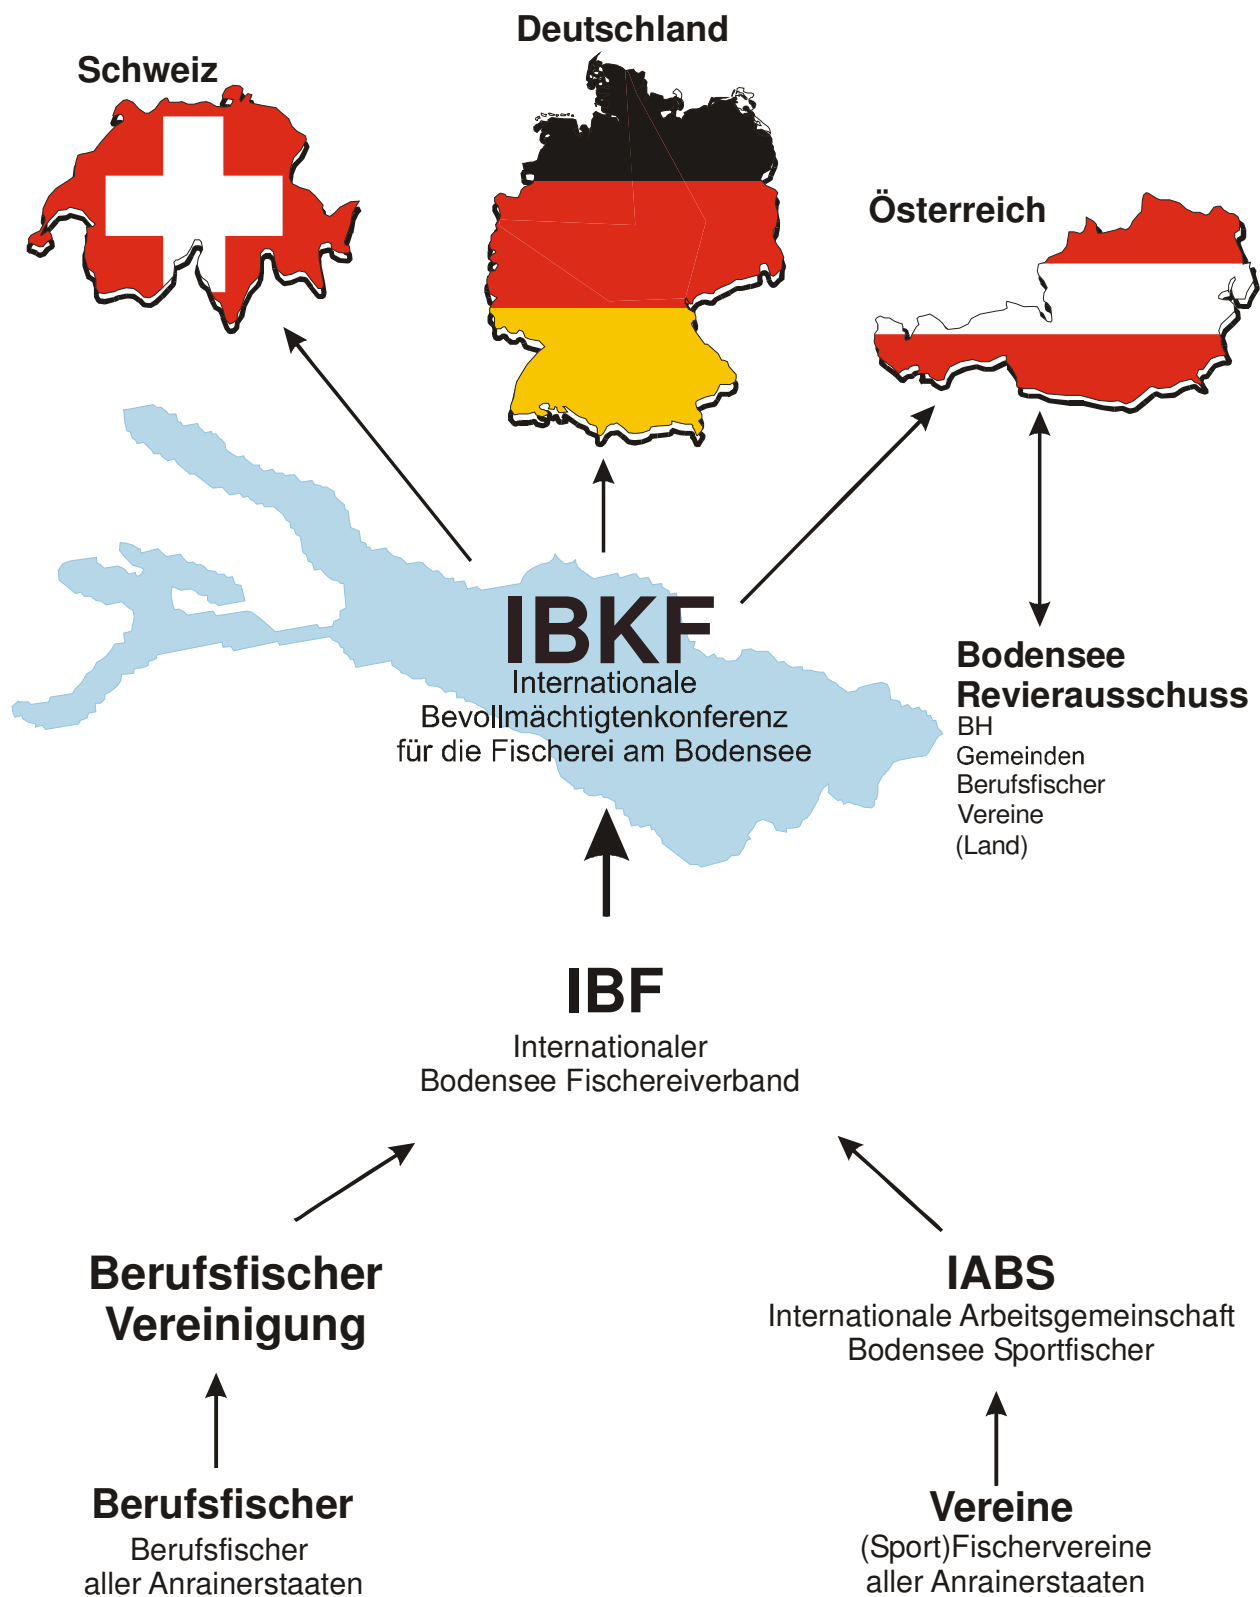 Deutschland
Schweiz
Österreich
IBKF
Internationale
Bevollmächtigtenkonferenz
für die Fischerei am Bodensee
Bodensee
Revierausschuss
BH
Gemeinden
Berufsfischer
Vereine
(Land)
IBF
Internationaler
Bodensee Fischereiverband
Berufsfischer
Vereinigung
IABS
Internationale Arbeitsgemeinschaft
Bodensee Sportfischer
Berufsfischer
Berufsfischer
aller Anrainerstaaten
Vereine
(Sport)Fischervereine
aller Anrainerstaaten